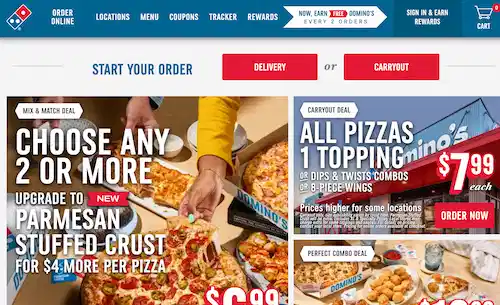 ORDER
ONLINE
LOCATIONS
MENU
COUPONS
TRACKER
REWARDS
NOW, EARN FREE DOMINO'S
EVERY 2 ORDERS
SIGN IN & EARN
REWARDS
0
CART
START YOUR ORDER
DELIVERY
or
CARRYOUT
MIX & MATCH DEAL
CHOOSE ANY
2 OR MORE
UPGRADE TO NEW
PARMESAN
STUFFED CRUST
FOR $4 MORE PER PIZZA
DOMINO'S
$6.99
CARRYOUT DEAL
ALL PIZZAS
1 TOPPING
OR DIPS & TWISTS COMBOS
OR 8-PIECE WINGS
$7.99
each
Prices higher for some locations
ORDER NOW
PERFECT COMBO DEAL